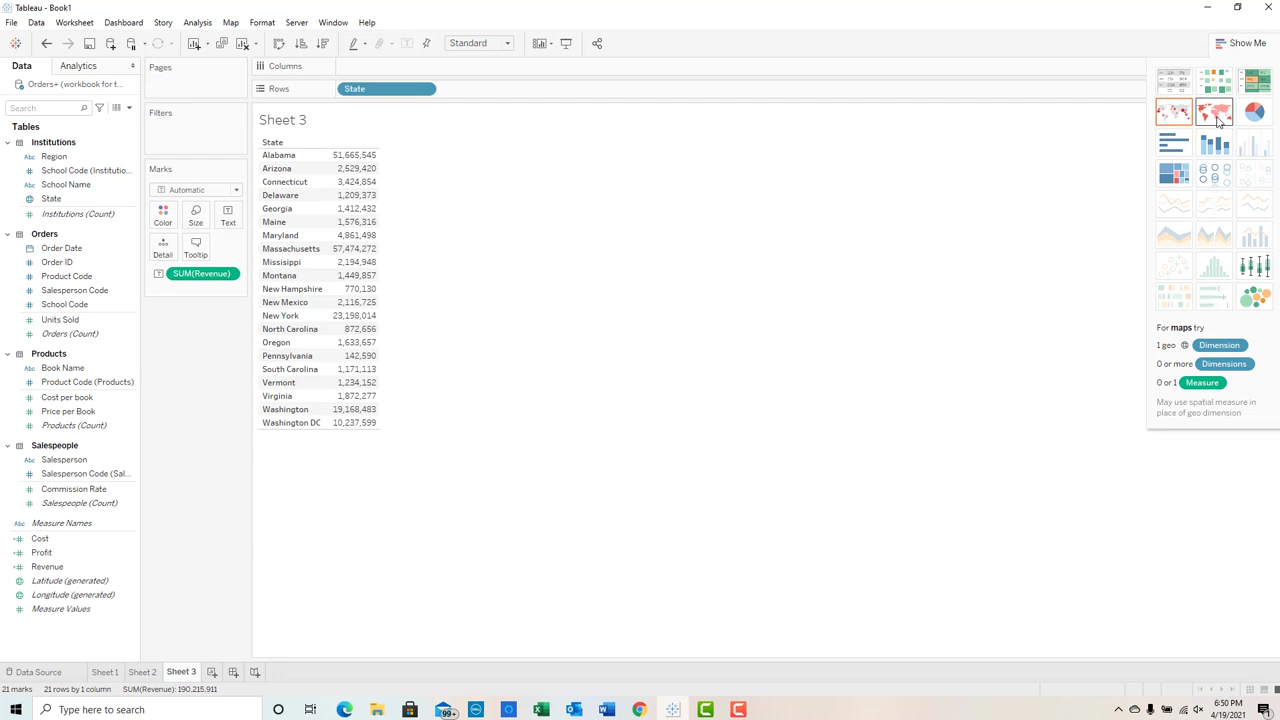 Tableau - Book1
File Data Worksheet Dashboard Story Analysis Map Format Server Window Help
Standard
Show Me
Data Analytics
Orders+ (workbook for t...
Search
Tables
Institutions
Abc Region
School Code (Institutio...
Abc School Name
State
Institutions (Count)
Orders
Order Date
Order ID
Product Code
Salesperson Code
School Code
Units Sold
Orders (Count)
Products
Abc Book Name
Product Code (Products)
Cost per book
Price per Book
Products (Count)
Salespeople
Abc Salesperson
Salesperson Code (Sal...
Commission Rate
Salespeople (Count)
Abc Measure Names
Cost
Profit
Revenue
Latitude (generated)
Longitude (generated)
Measure Values
Pages
Filters
Marks
Automatic
Color Size Text
Detail Tooltip
SUM(Revenue)
Columns
Rows State
Sheet 3
State
Alabama 51,665,545
Arizona 2,529,420
Connecticut 3,424,854
Delaware 1,209,373
Georgia 1,412,432
Maine 1,576,316
Maryland 4,861,498
Massachusetts 57,474,272
Missisippi 2,194,948
Montana 1,449,857
New Hampshire 770,130
New Mexico 2,116,725
New York 23,198,014
North Carolina 872,656
Oregon 1,633,657
Pennsylvania 142,590
South Carolina 1,171,113
Vermont 1,234,152
Virginia 1,872,277
Washington 19,168,483
Washington DC 10,237,599
For maps try
1 geo Dimension
0 or more Dimensions
0 or 1 Measure
May use spatial measure in
place of geo dimension
Data Source Sheet 1 Sheet 2 Sheet 3
21 marks 21 rows by 1 column SUM(Revenue): 190,215,911
Type here to search
6:50 PM
4/19/2021